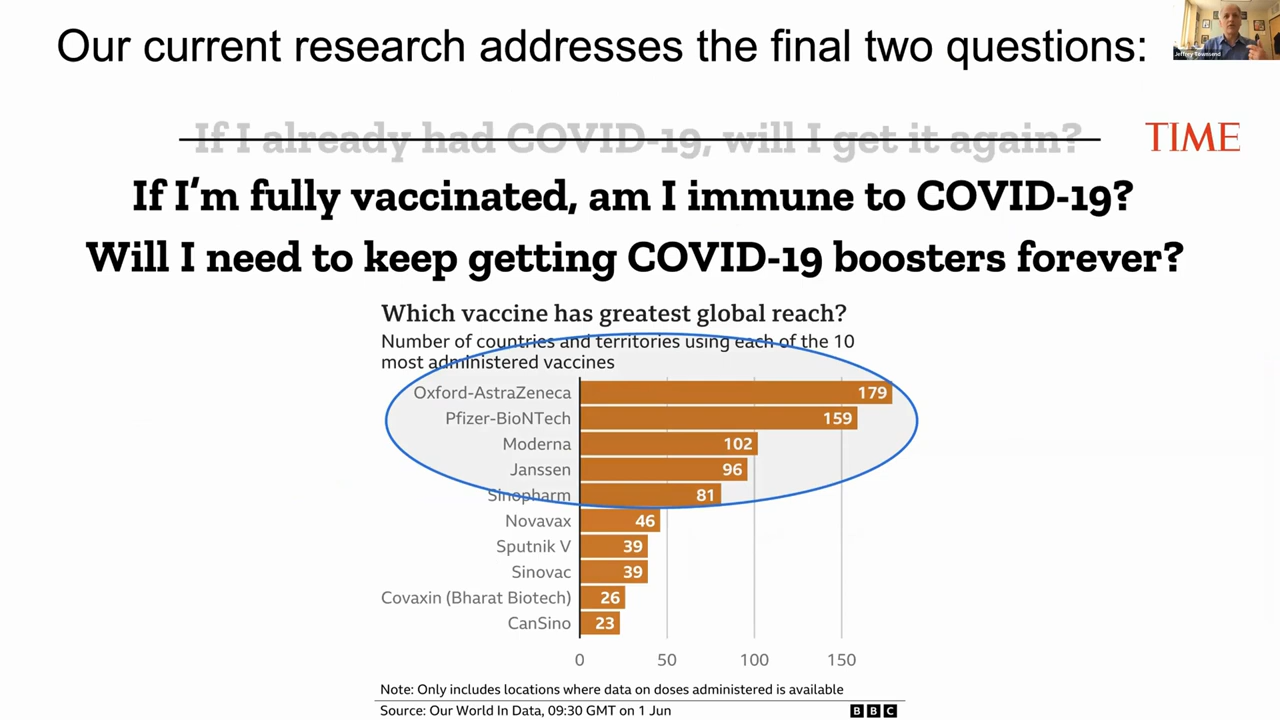 Our current research addresses the final two questions:
Jeffrey Townsend
If I already had COVID-19, will I get it again?
TIME
If I'm fully vaccinated, am I immune to COVID-19?
Will I need to keep getting COVID-19 boosters forever?
Which vaccine has greatest global reach?
Number of countries and territories using each of the 10
most administered vaccines
Oxford-AstraZeneca 179
Pfizer-BioNTech 159
Moderna 102
Janssen 96
Sinopharm 81
Novavax 46
Sputnik V 39
Sinovac 39
Covaxin (Bharat Biotech) 26
CanSino 23
0 50 100 150
Note: Only includes locations where data on doses administered is available
Source: Our World In Data, 09:30 GMT on 1 Jun
BBC